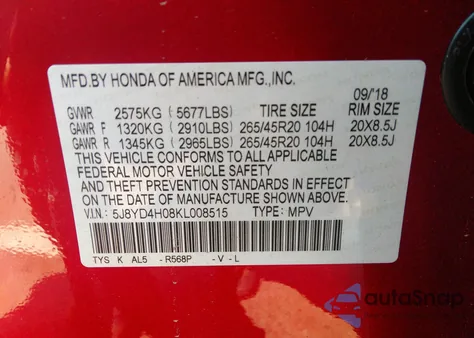 MFD.BY HONDA OF AMERICA MFG.,INC.
09/'18
GVWR 2575KG (5677LBS) TIRE SIZE RIM SIZE
GAWR F 1320KG (2910LBS) 265/45R20 104H 20X8.5J
GAWR R 1345KG (2965LBS) 265/45R20 104H 20X8.5J
THIS VEHICLE CONFORMS TO ALL APPLICABLE
FEDERAL MOTOR VEHICLE SAFETY
AND THEFT PREVENTION STANDARDS IN EFFECT
ON THE DATE OF MANUFACTURE SHOWN ABOVE.
V.I.N.: 5J8YD4H08KL008515 TYPE: MPV
TYS K AL5 - R568P - V - L
autoSnap